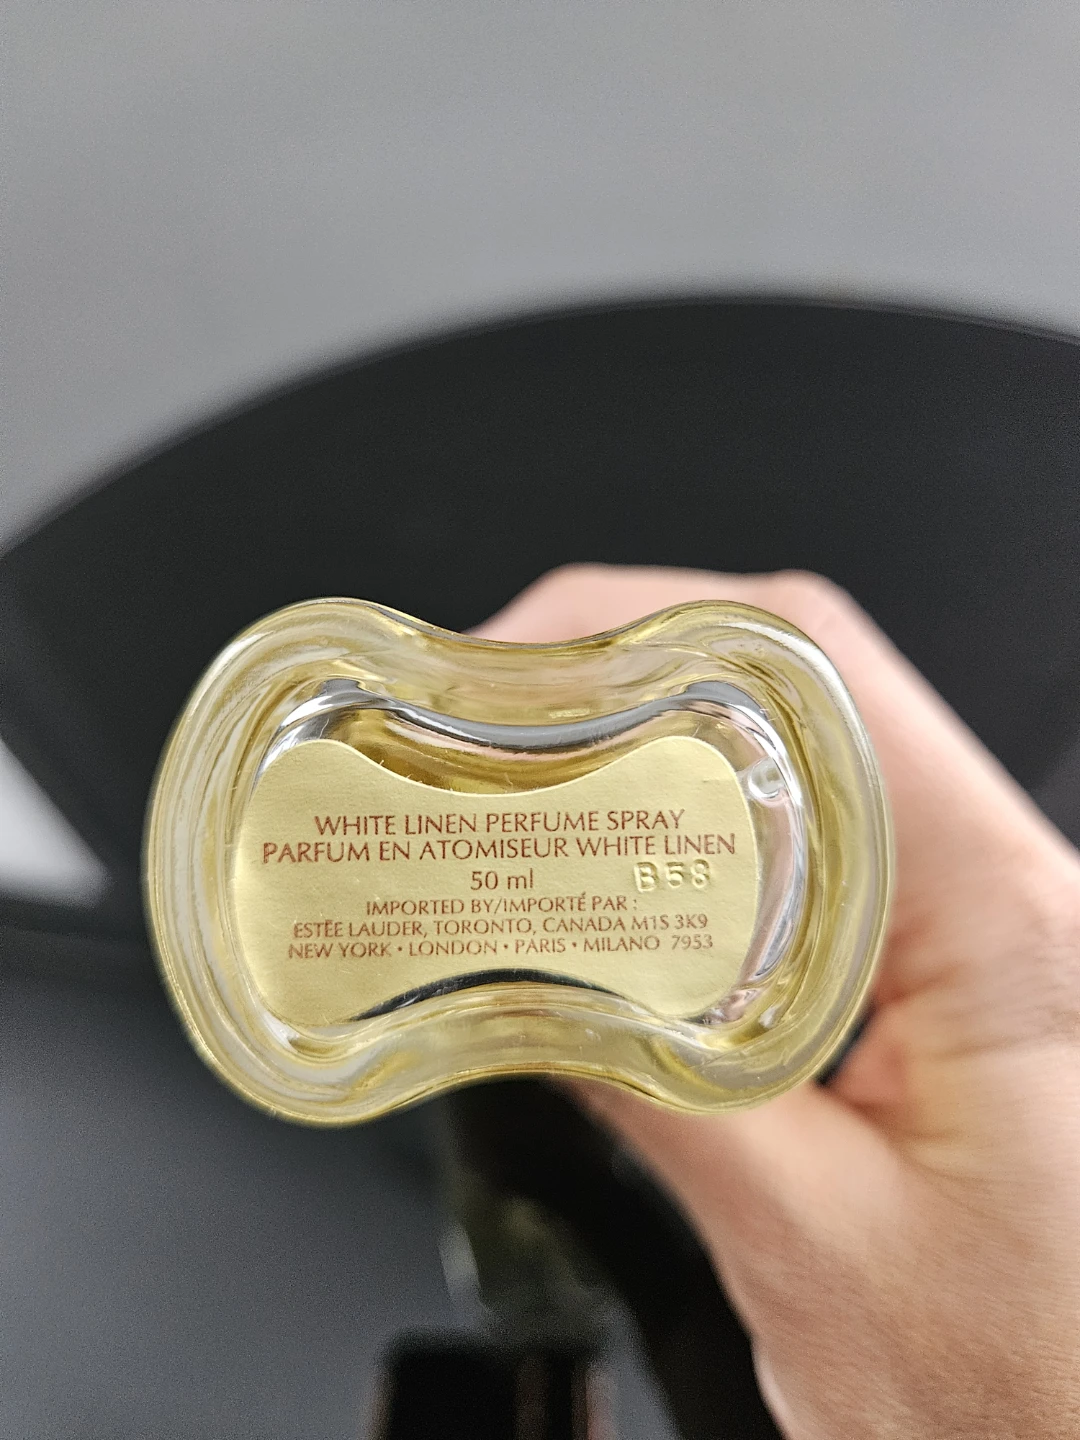 WHITE LINEN PERFUME SPRAY
PARFUM EN ATOMISEUR WHITE LINEN
50 ml B58
IMPORTED BY/IMPORTÉ PAR :
ESTĒE LAUDER, TORONTO, CANADA M1S 3K9
NEW YORK • LONDON • PARIS • MILANO 7953